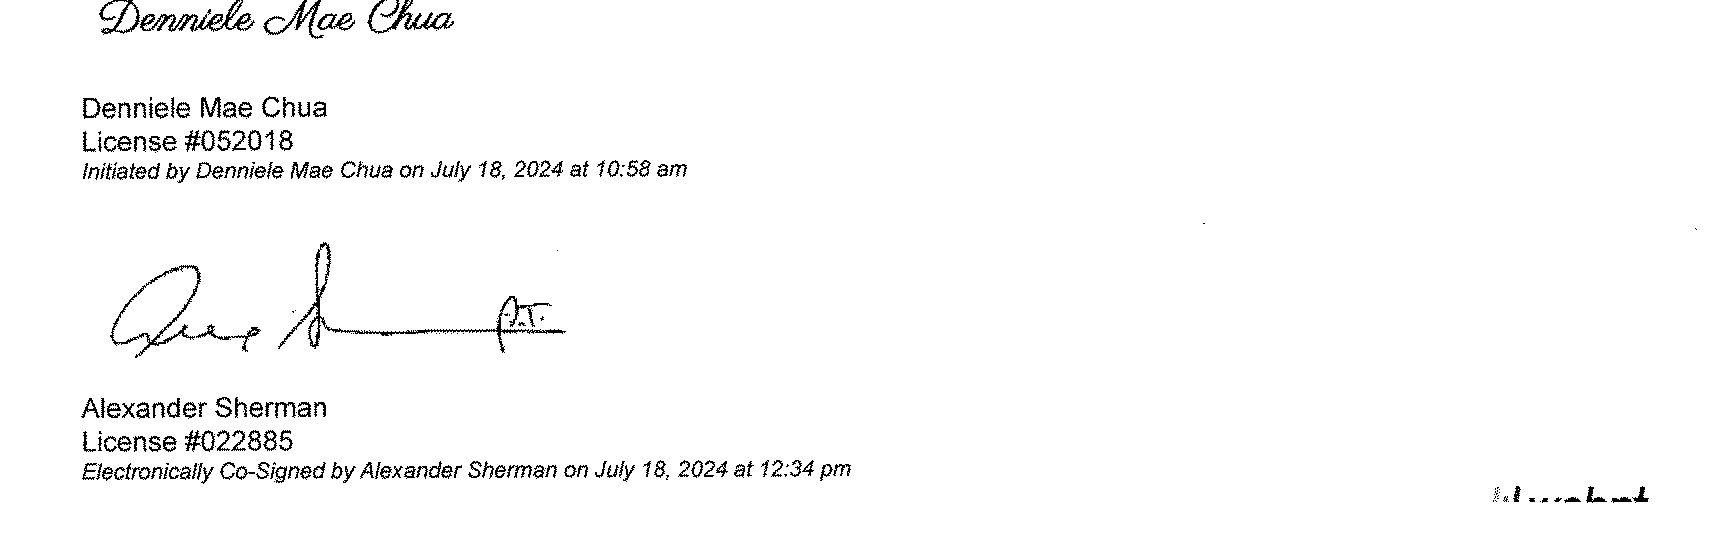 Denniele Mae Chua
Denniele Mae Chua
License #052018
Initiated by Denniele Mae Chua on July 18, 2024 at 10:58 am
P.T.
Alexander Sherman
License #022885
Electronically Co-Signed by Alexander Sherman on July 18, 2024 at 12:34 pm